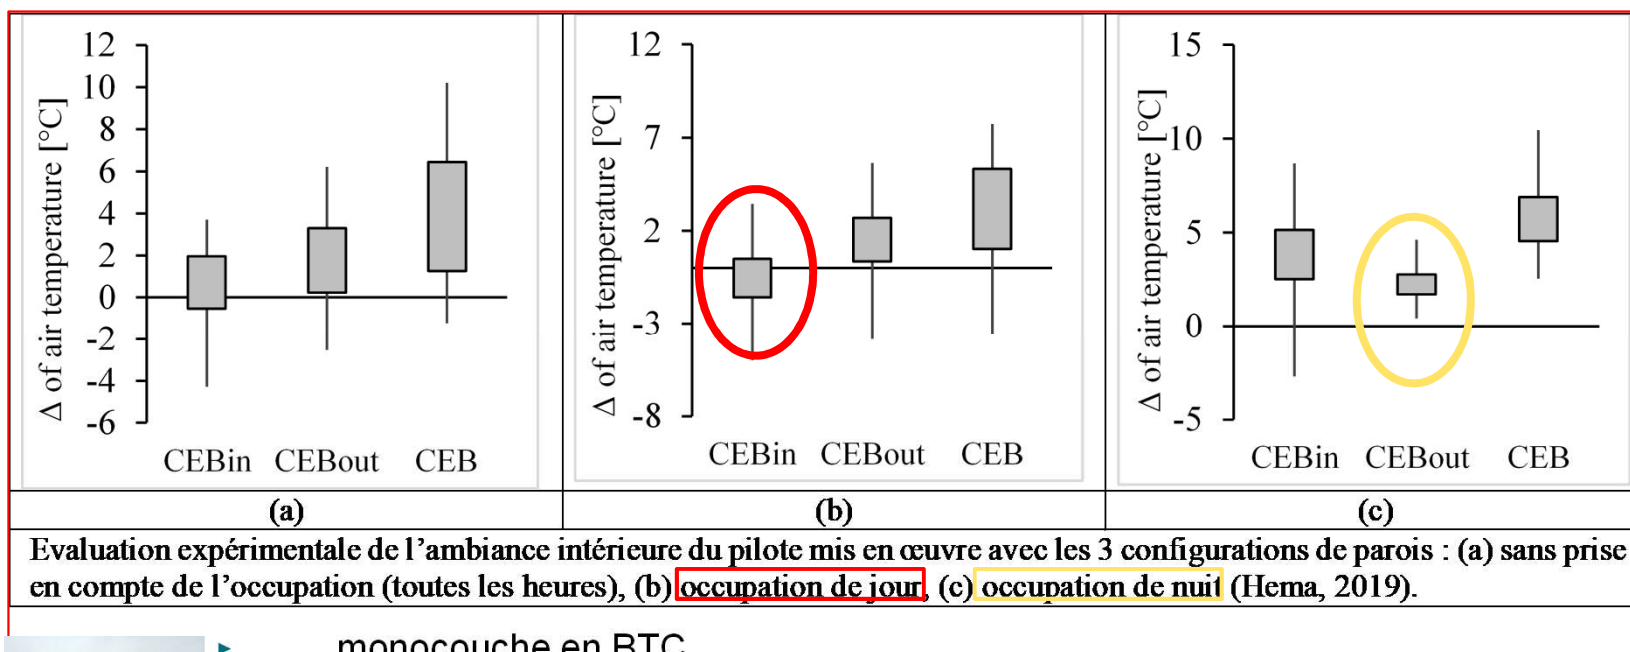 12
10
8
6
4
2
0
-2
-4
-6
Δ of air temperature [°C]
CEBin CEBout CEB
12
7
2
-3
-8
Δ of air temperature [°C]
CEBin CEBout CEB
15
10
5
0
-5
Δ of air temperature [°C]
CEBin CEBout CEB
(a) (b) (c)
Evaluation expérimentale de l’ambiance intérieure du pilote mis en œuvre avec les 3 configurations de parois : (a) sans prise
en compte de l’occupation (toutes les heures), (b) occupation de jour, (c) occupation de nuit (Hema, 2019).
monocouche en BTC